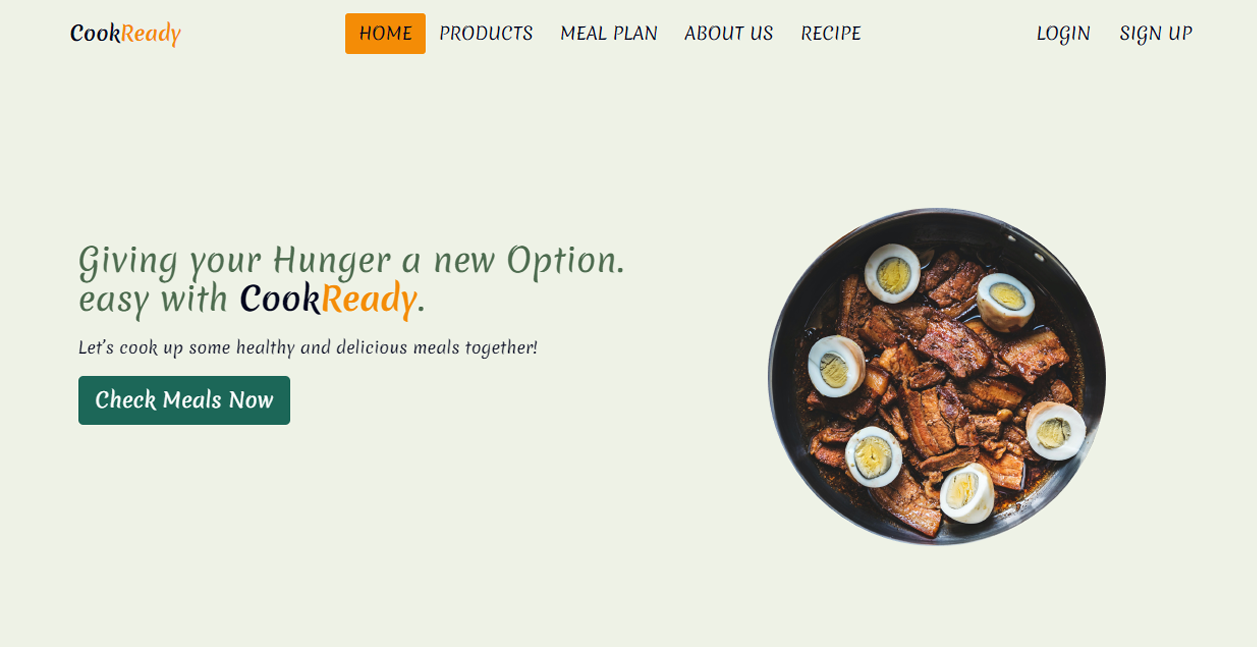 CookReady
HOME PRODUCTS MEAL PLAN ABOUT US RECIPE
LOGIN SIGN UP
Giving your Hunger a new Option.
easy with CookReady.
Let's cook up some healthy and delicious meals together!
Check Meals Now